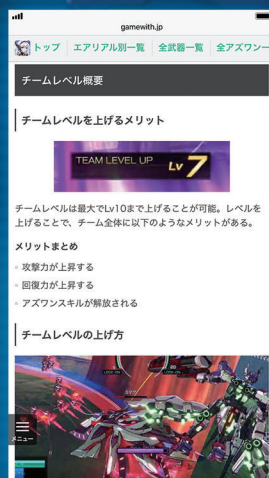 gamewith.jp
トップ エアリアル別一覧 全武器一覧 全アズワン一
チームレベル概要
チームレベルを上げるメリット
TEAM LEVEL UP Lv 7
チームレベルは最大でLv10まで上げることが可能。レベルを
上げることで、チーム全体に以下のようなメリットがある。
メリットまとめ
攻撃力が上昇する
回復力が上昇する
アズワンスキルが解放される
チームレベルの上げ方
メニュー